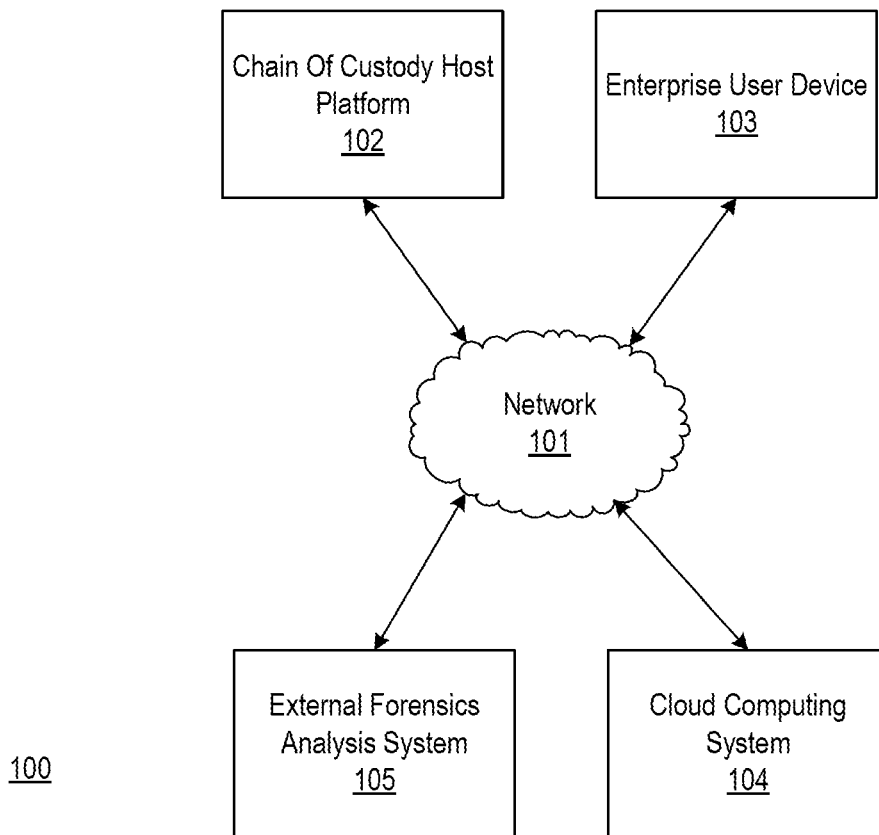 Chain Of Custody Host
Platform
102
Enterprise User Device
103
Network
101
External Forensics
Analysis System
105
Cloud Computing
System
104
100